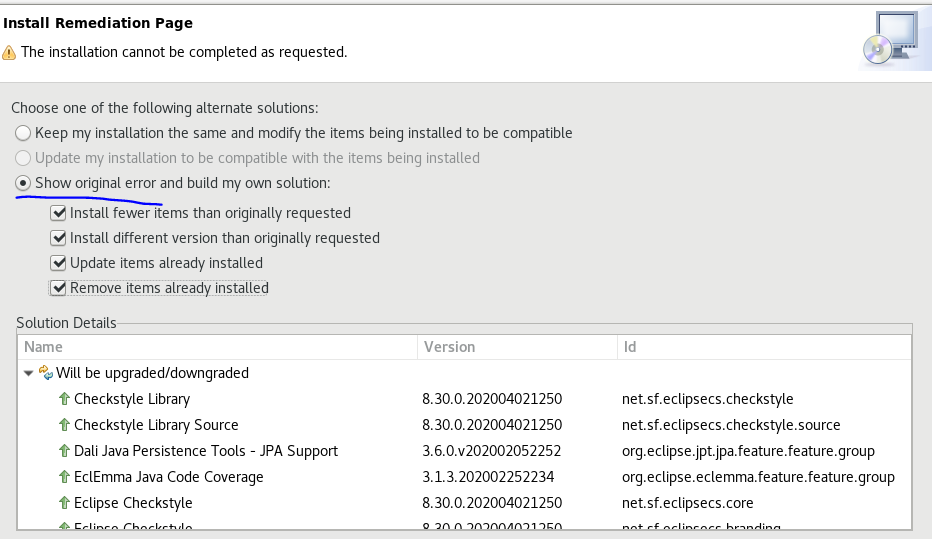 Install Remediation Page
The installation cannot be completed as requested.
Choose one of the following alternate solutions:
Keep my installation the same and modify the items being installed to be compatible
Update my installation to be compatible with the items being installed
Show original error and build my own solution:
Install fewer items than originally requested
Install different version than originally requested
Update items already installed
Remove items already installed
Solution Details
Name Version Id
Will be upgraded/downgraded
Checkstyle Library 8.30.0.202004021250 net.sf.eclipsecs.checkstyle
Checkstyle Library Source 8.30.0.202004021250 net.sf.eclipsecs.checkstyle.source
Dali Java Persistence Tools - JPA Support 3.6.0.v202002052252 org.eclipse.jpt.jpa.feature.feature.group
EclEmma Java Code Coverage 3.1.3.202002252234 org.eclipse.eclemma.feature.feature.group
Eclipse Checkstyle 8.30.0.202004021250 net.sf.eclipsecs.core
Eclipse Checkstyle 8.30.0.202004021250 net.sf.eclipsecs.branding